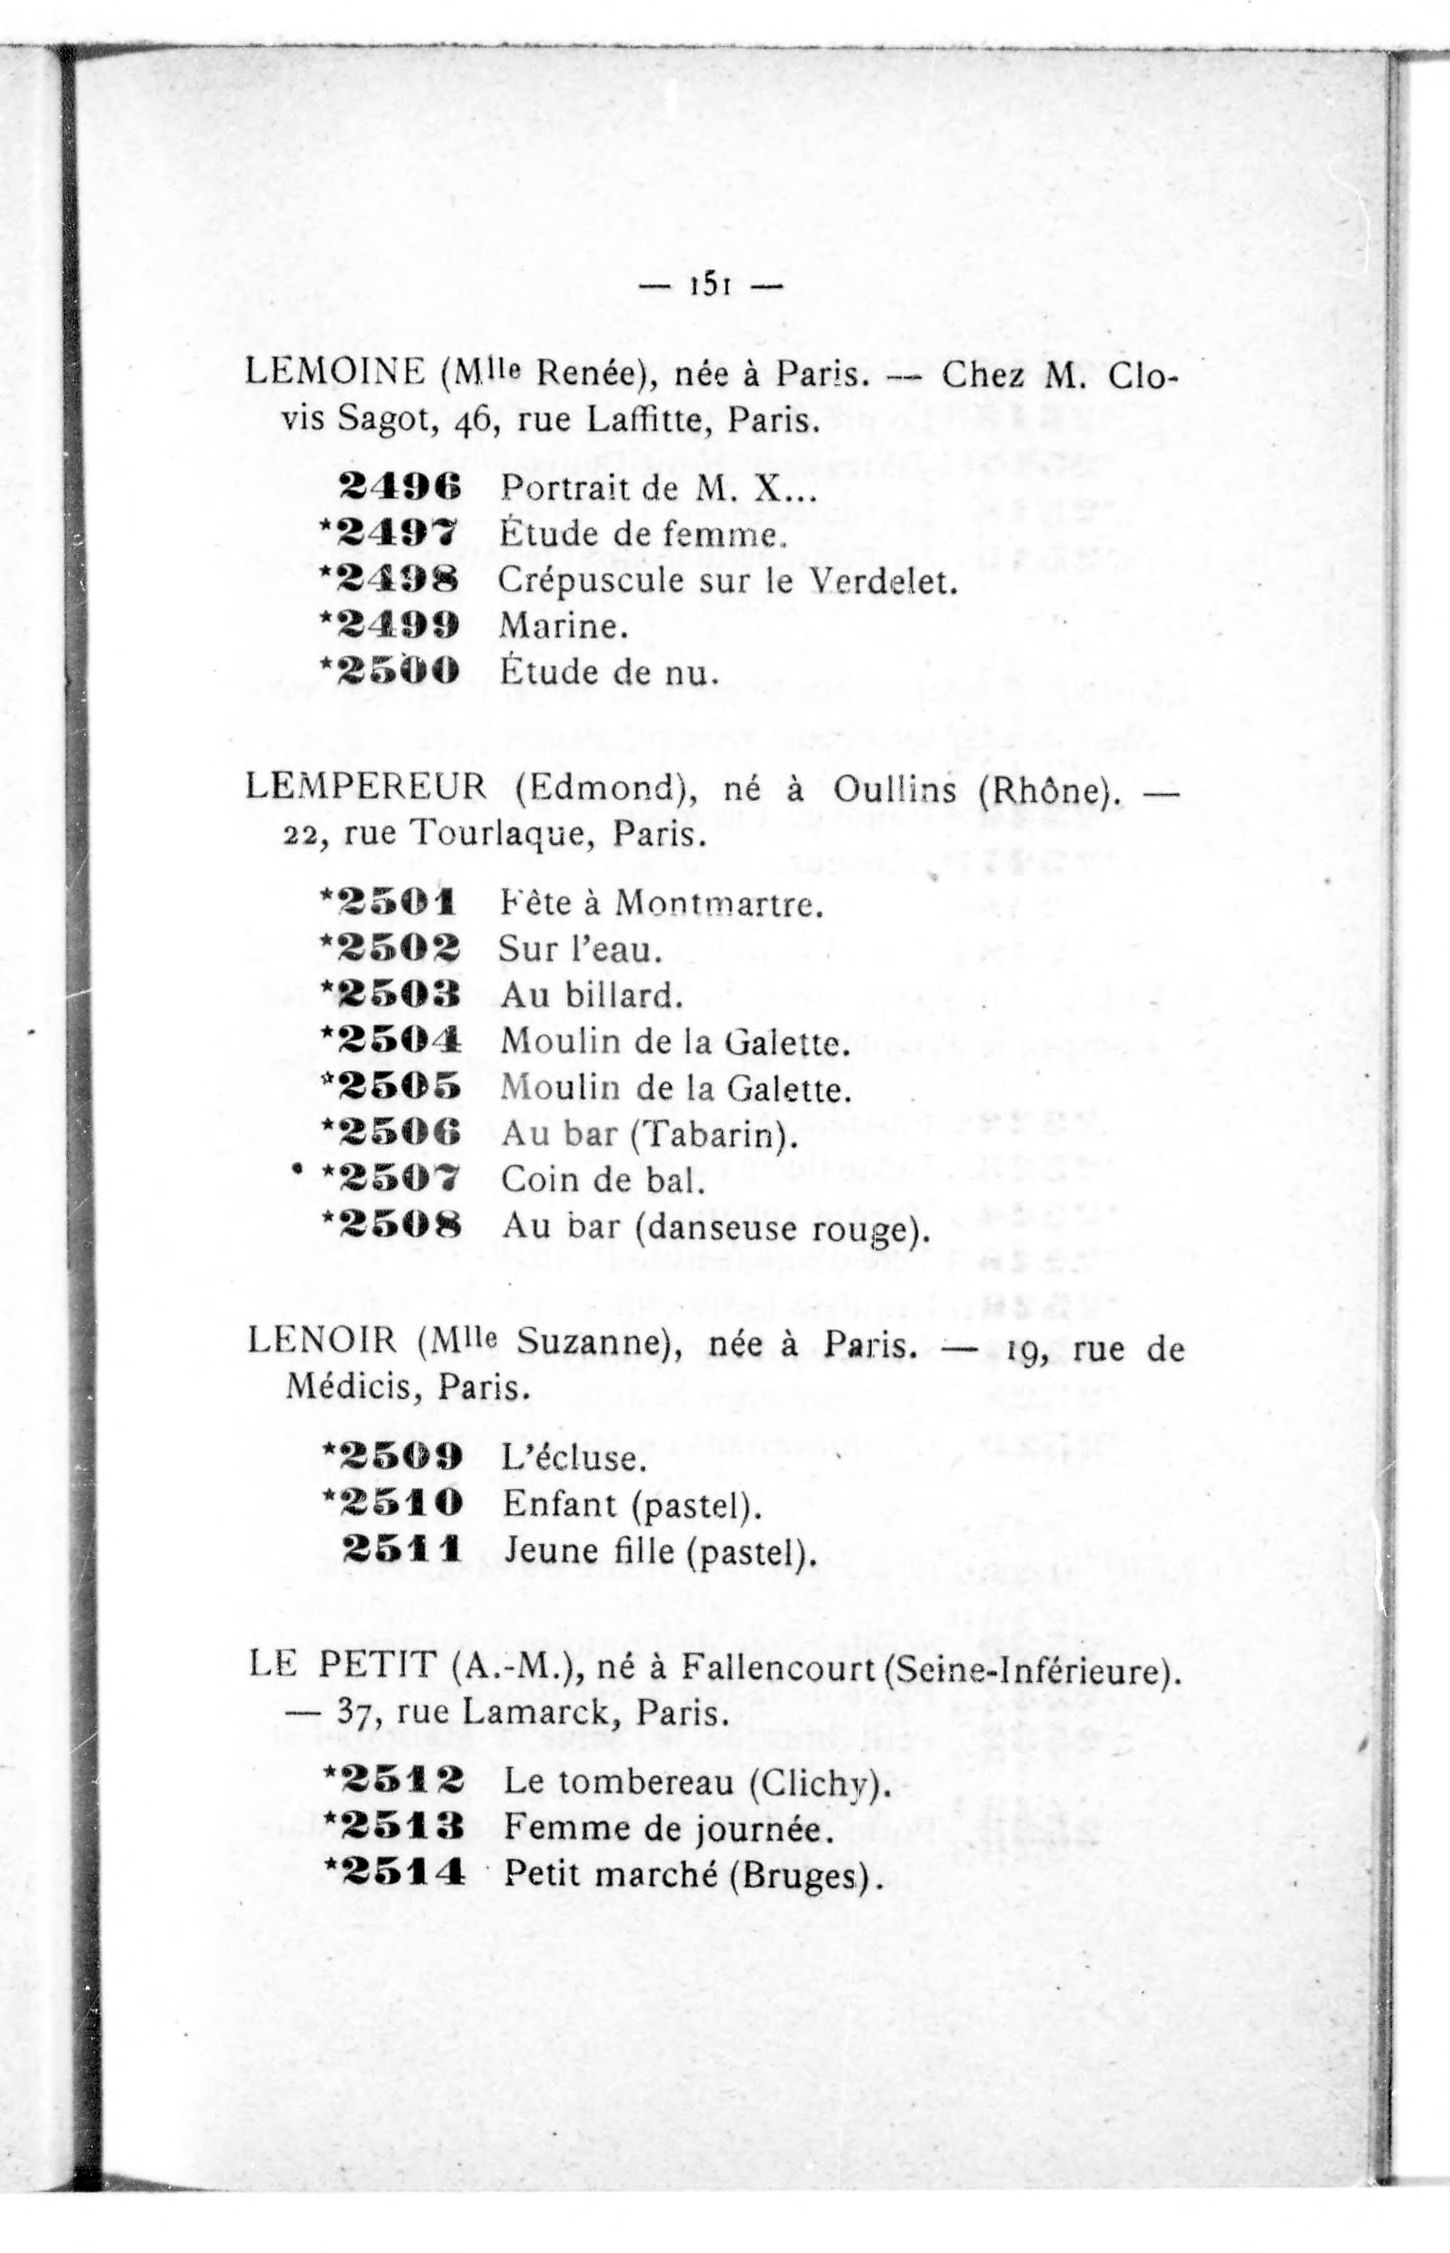 — 151 —
LEMOINE (Mlle Renée), née à Paris. — Chez M. Clo-
vis Sagot, 46, rue Laffitte, Paris.
2496 Portrait de M. X...
*2497 Étude de femme.
*2498 Crépuscule sur le Verdelet.
*2499 Marine.
*2500 Étude de nu.
LEMPEREUR (Edmond), né à Oullins (Rhône). —
22, rue Tourlaque, Paris.
*2501 Fête à Montmartre.
*2502 Sur l'eau.
*2503 Au billard.
*2504 Moulin de la Galette.
*2505 Moulin de la Galette.
*2506 Au bar (Tabarin).
*2507 Coin de bal.
*2508 Au bar (danseuse rouge).
LENOIR (Mlle Suzanne), née à Paris. — 19, rue de
Médicis, Paris.
*2509 L'écluse.
*2510 Enfant (pastel).
2511 Jeune fille (pastel).
LE PETIT (A.-M.), né à Fallencourt (Seine-Inférieure).
— 37, rue Lamarck, Paris.
*2512 Le tombereau (Clichy).
*2513 Femme de journée.
*2514 Petit marché (Bruges).